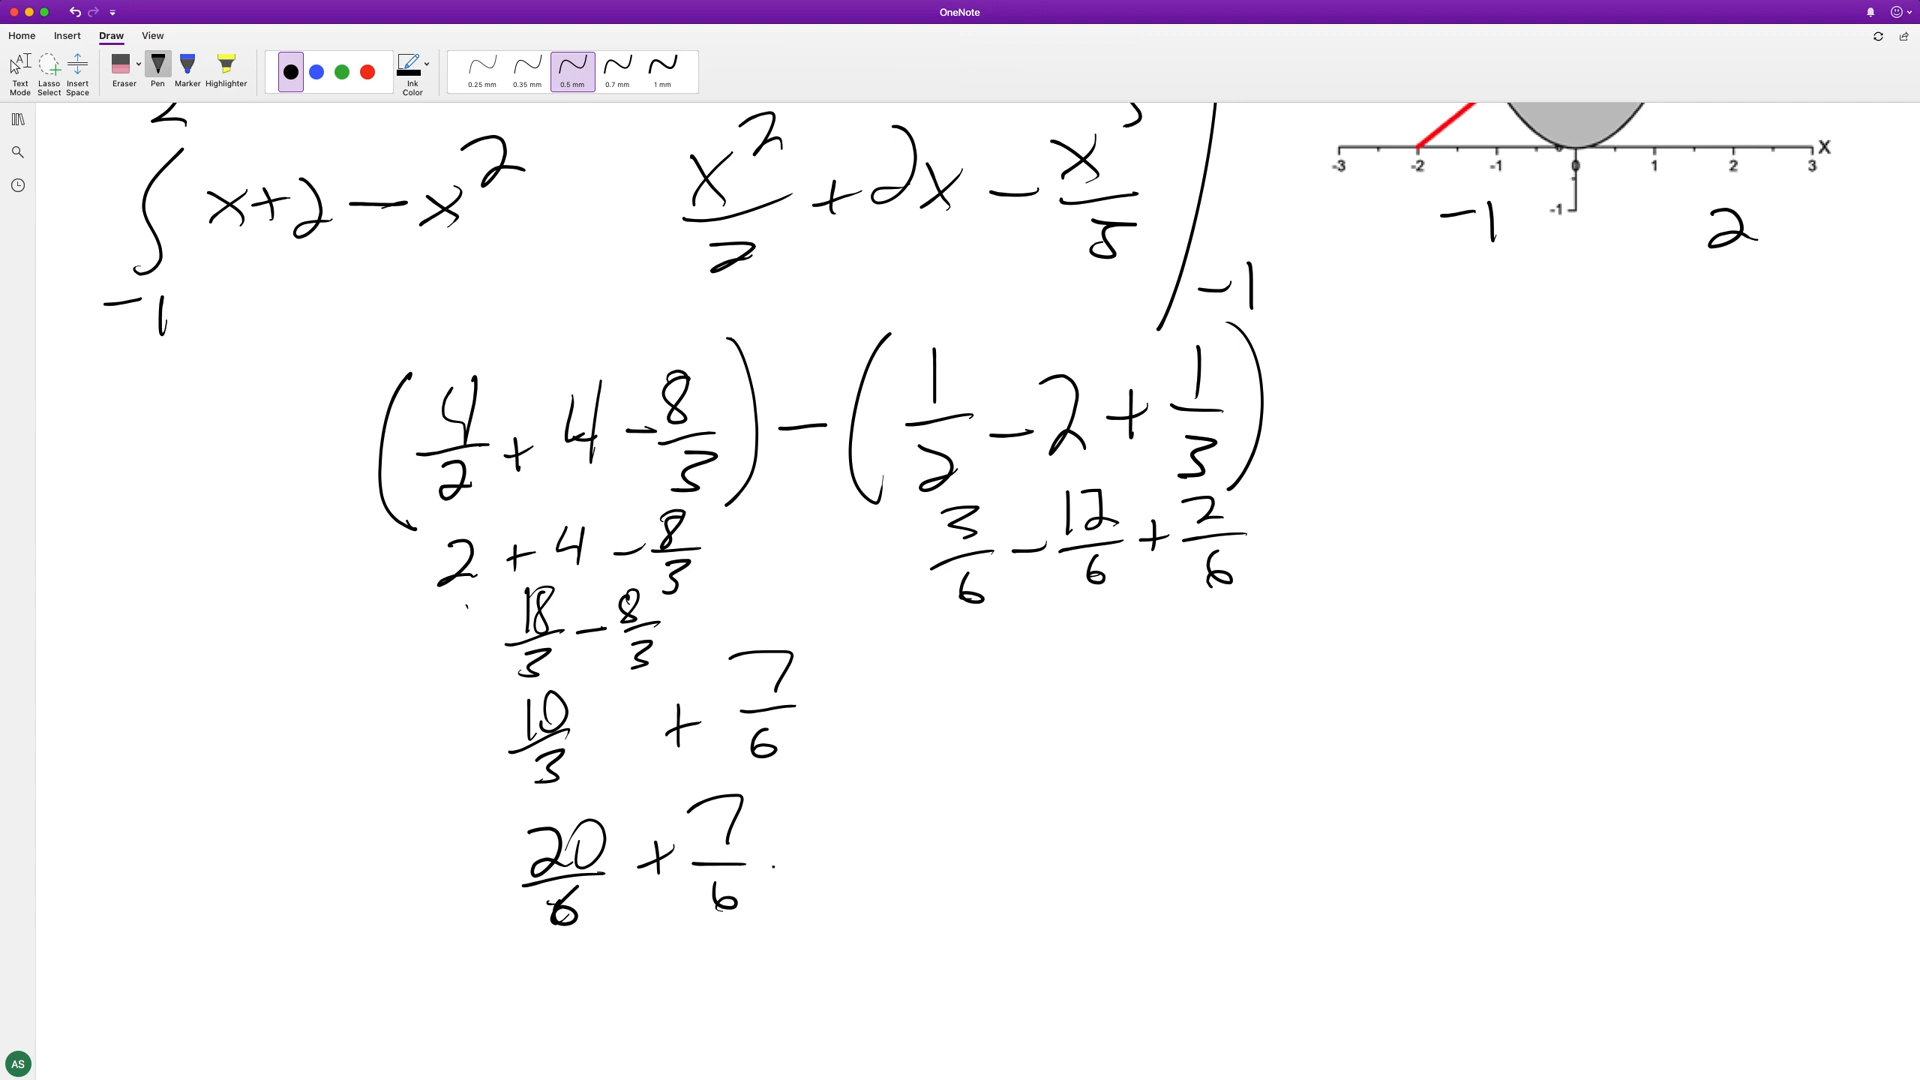 OneNote
Home Insert Draw View
Text Mode Lasso Select Insert Space Eraser Pen Marker Highlighter Ink Color 0.25 mm 0.35 mm 0.5 mm 0.7 mm 1 mm
∫_{-1}^{2} x+2-x^2
x^2/2 + 2x - x^3/3 |_{-1}
-3 -2 -1 0 1 2 3 X
-1
-1 2
(4/2 + 4 - 8/3) - (1/2 - 2 + 1/3)
2 + 4 - 8/3
3/6 - 12/6 + 2/6
18/3 - 8/3
10/3 + 7/6
20/6 + 7/6
AS